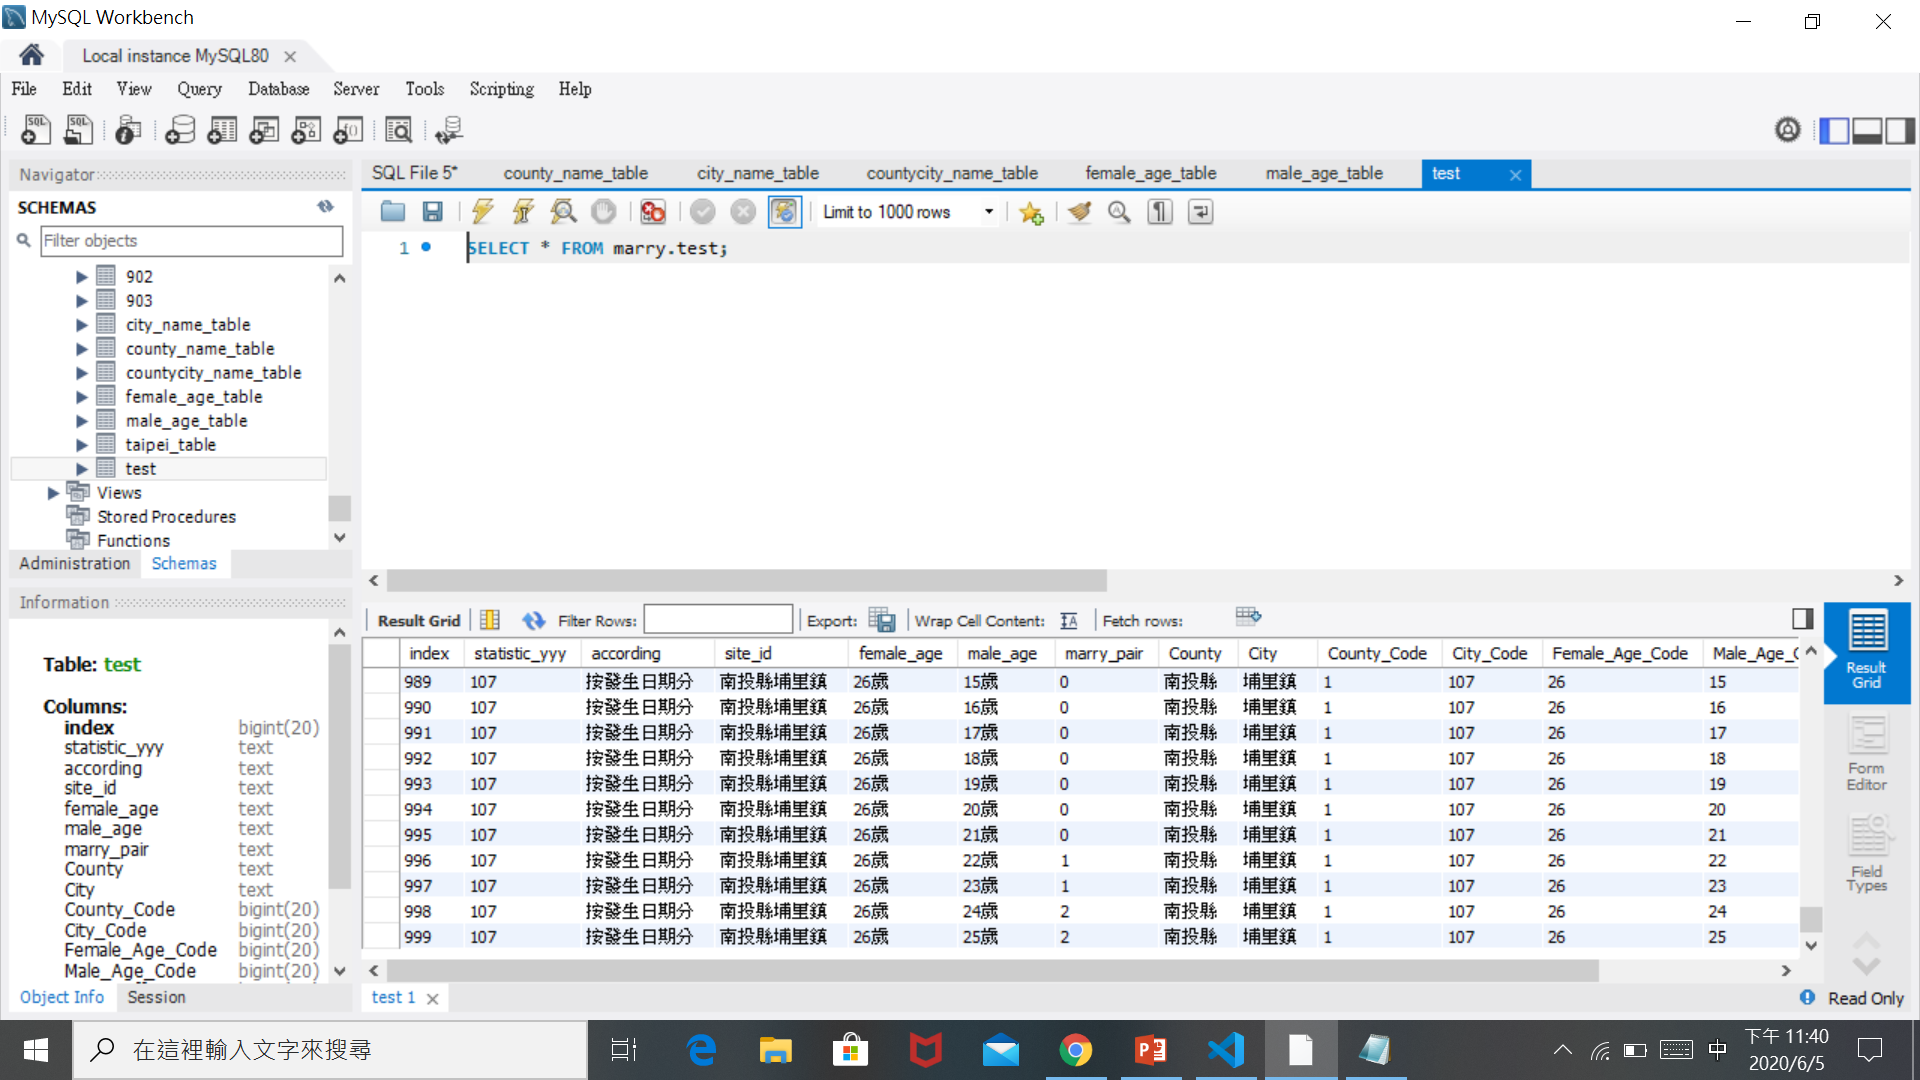 MySQL Workbench
Local instance MySQL80
File Edit View Query Database Server Tools Scripting Help
Navigator
SCHEMAS
Filter objects
902
903
city_name_table
county_name_table
countycity_name_table
female_age_table
male_age_table
taipei_table
test
Views
Stored Procedures
Functions
Administration Schemas
Information
Table: test
Columns:
index bigint(20)
statistic_yyy text
according text
site_id text
female_age text
male_age text
marry_pair text
County text
City text
County_Code bigint(20)
City_Code bigint(20)
Female_Age_Code bigint(20)
Male_Age_Code bigint(20)
Object Info Session
SQL File 5* county_name_table city_name_table countycity_name_table female_age_table male_age_table test
Limit to 1000 rows
1 SELECT * FROM marry.test;
Result Grid Filter Rows: Export: Wrap Cell Content: Fetch rows:
index statistic_yyy according site_id female_age male_age marry_pair County City County_Code City_Code Female_Age_Code Male_Age_C
989 107 按發生日期分 南投縣埔里鎮 26歲 15歲 0 南投縣 埔里鎮 1 107 26 15
990 107 按發生日期分 南投縣埔里鎮 26歲 16歲 0 南投縣 埔里鎮 1 107 26 16
991 107 按發生日期分 南投縣埔里鎮 26歲 17歲 0 南投縣 埔里鎮 1 107 26 17
992 107 按發生日期分 南投縣埔里鎮 26歲 18歲 0 南投縣 埔里鎮 1 107 26 18
993 107 按發生日期分 南投縣埔里鎮 26歲 19歲 0 南投縣 埔里鎮 1 107 26 19
994 107 按發生日期分 南投縣埔里鎮 26歲 20歲 0 南投縣 埔里鎮 1 107 26 20
995 107 按發生日期分 南投縣埔里鎮 26歲 21歲 0 南投縣 埔里鎮 1 107 26 21
996 107 按發生日期分 南投縣埔里鎮 26歲 22歲 1 南投縣 埔里鎮 1 107 26 22
997 107 按發生日期分 南投縣埔里鎮 26歲 23歲 1 南投縣 埔里鎮 1 107 26 23
998 107 按發生日期分 南投縣埔里鎮 26歲 24歲 2 南投縣 埔里鎮 1 107 26 24
999 107 按發生日期分 南投縣埔里鎮 26歲 25歲 2 南投縣 埔里鎮 1 107 26 25
Result
Grid
Form
Editor
Field
Types
test 1
Read Only
在這裡輸入文字來搜尋
中
下午 11:40
2020/6/5